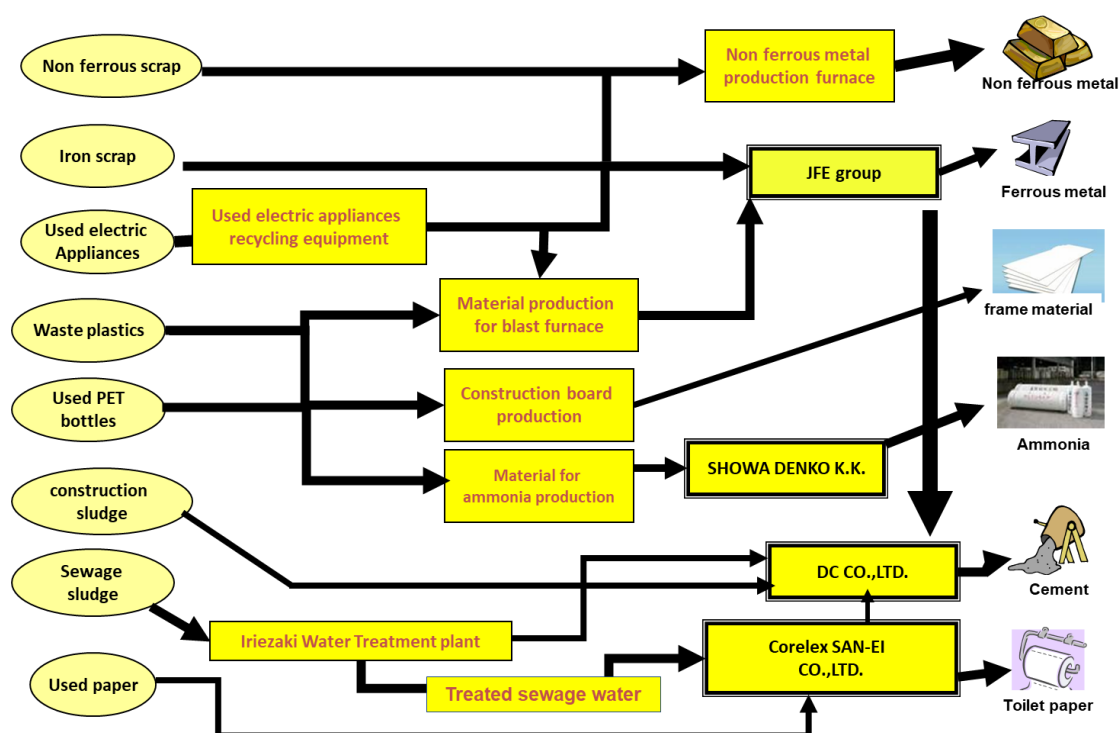 Non ferrous scrap
Non ferrous metal
production furnace
Non ferrous metal
Iron scrap
JFE group
Ferrous metal
Used electric
Appliances
Used electric appliances
recycling equipment
Waste plastics
Material production
for blast furnace
frame material
Used PET
bottles
Construction board
production
Material for
ammonia production
SHOWA DENKO K.K.
Ammonia
construction
sludge
DC CO.,LTD.
Cement
Sewage
sludge
Iriezaki Water Treatment plant
Treated sewage water
Corelex SAN-EI
CO.,LTD.
Used paper
Toilet paper